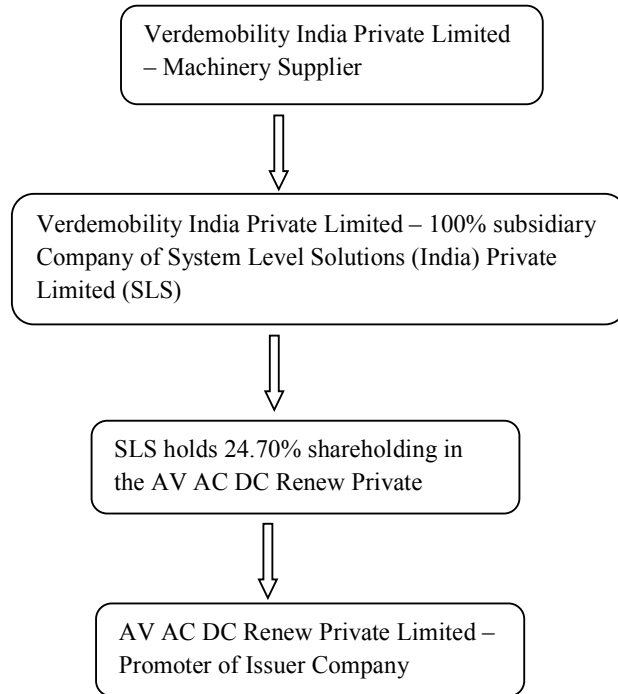 Verdemobility India Private Limited
– Machinery Supplier
Verdemobility India Private Limited – 100% subsidiary
Company of System Level Solutions (India) Private
Limited (SLS)
SLS holds 24.70% shareholding in
the AV AC DC Renew Private
AV AC DC Renew Private Limited –
Promoter of Issuer Company